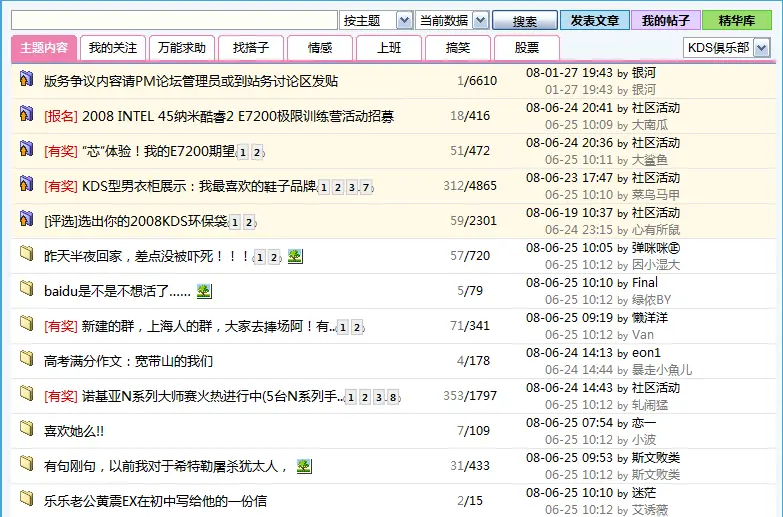 按主题 当前数据 搜索 发表文章 我的帖子 精华库
主题内容 我的关注 万能求助 找搭子 情感 上班 搞笑 股票 KDS俱乐部
版务争议内容请PM论坛管理员或到站务讨论区发贴 1/6610 08-01-27 19:43 by 银河
01-27 19:43 by 银河
[报名] 2008 INTEL 45纳米酷睿2 E7200极限训练营活动招募 18/416 08-06-24 20:41 by 社区活动
06-25 10:09 by 大南瓜
[有奖] “芯”体验！我的E7200期望 1 2 51/472 08-06-24 20:36 by 社区活动
06-25 10:11 by 大鲨鱼
[有奖] KDS型男衣柜展示：我最喜欢的鞋子品牌 1 2 3..7 312/4865 08-06-23 17:47 by 社区活动
06-25 10:10 by 菜鸟马甲
[评选]选出你的2008KDS环保袋 1 2 59/2301 08-06-19 10:37 by 社区活动
06-24 23:15 by 心有所鼠
昨天半夜回家，差点没被吓死！！！ 1 2 57/720 08-06-25 10:05 by 弹咪咪㊣
06-25 10:12 by 因小湿大
baidu是不是不想活了...... 5/79 08-06-25 10:10 by Final
06-25 10:12 by 绿侬BY
[有奖] 新建的群，上海人的群，大家去捧场阿！有.. 1 2 71/341 08-06-25 09:19 by 懒洋洋
06-25 10:12 by Van
高考满分作文：宽带山的我们 4/178 08-06-24 14:13 by eon1
06-24 14:44 by 暴走小魚儿
[有奖] 诺基亚N系列大师赛火热进行中(5台N系列手.. 1 2 3..8 353/1797 08-06-24 14:43 by 社区活动
06-25 10:12 by 轧闹猛
喜欢她么!! 7/109 08-06-25 07:54 by 恋一
06-25 10:12 by 小波
有句刚句，以前我对于希特勒屠杀犹太人， 31/433 08-06-25 09:53 by 斯文败类
06-25 10:12 by 斯文败类
乐乐老公黄震EX在初中写给他的一份信 2/15 08-06-25 10:10 by 迷茫
06-25 10:12 by 艾诱薇